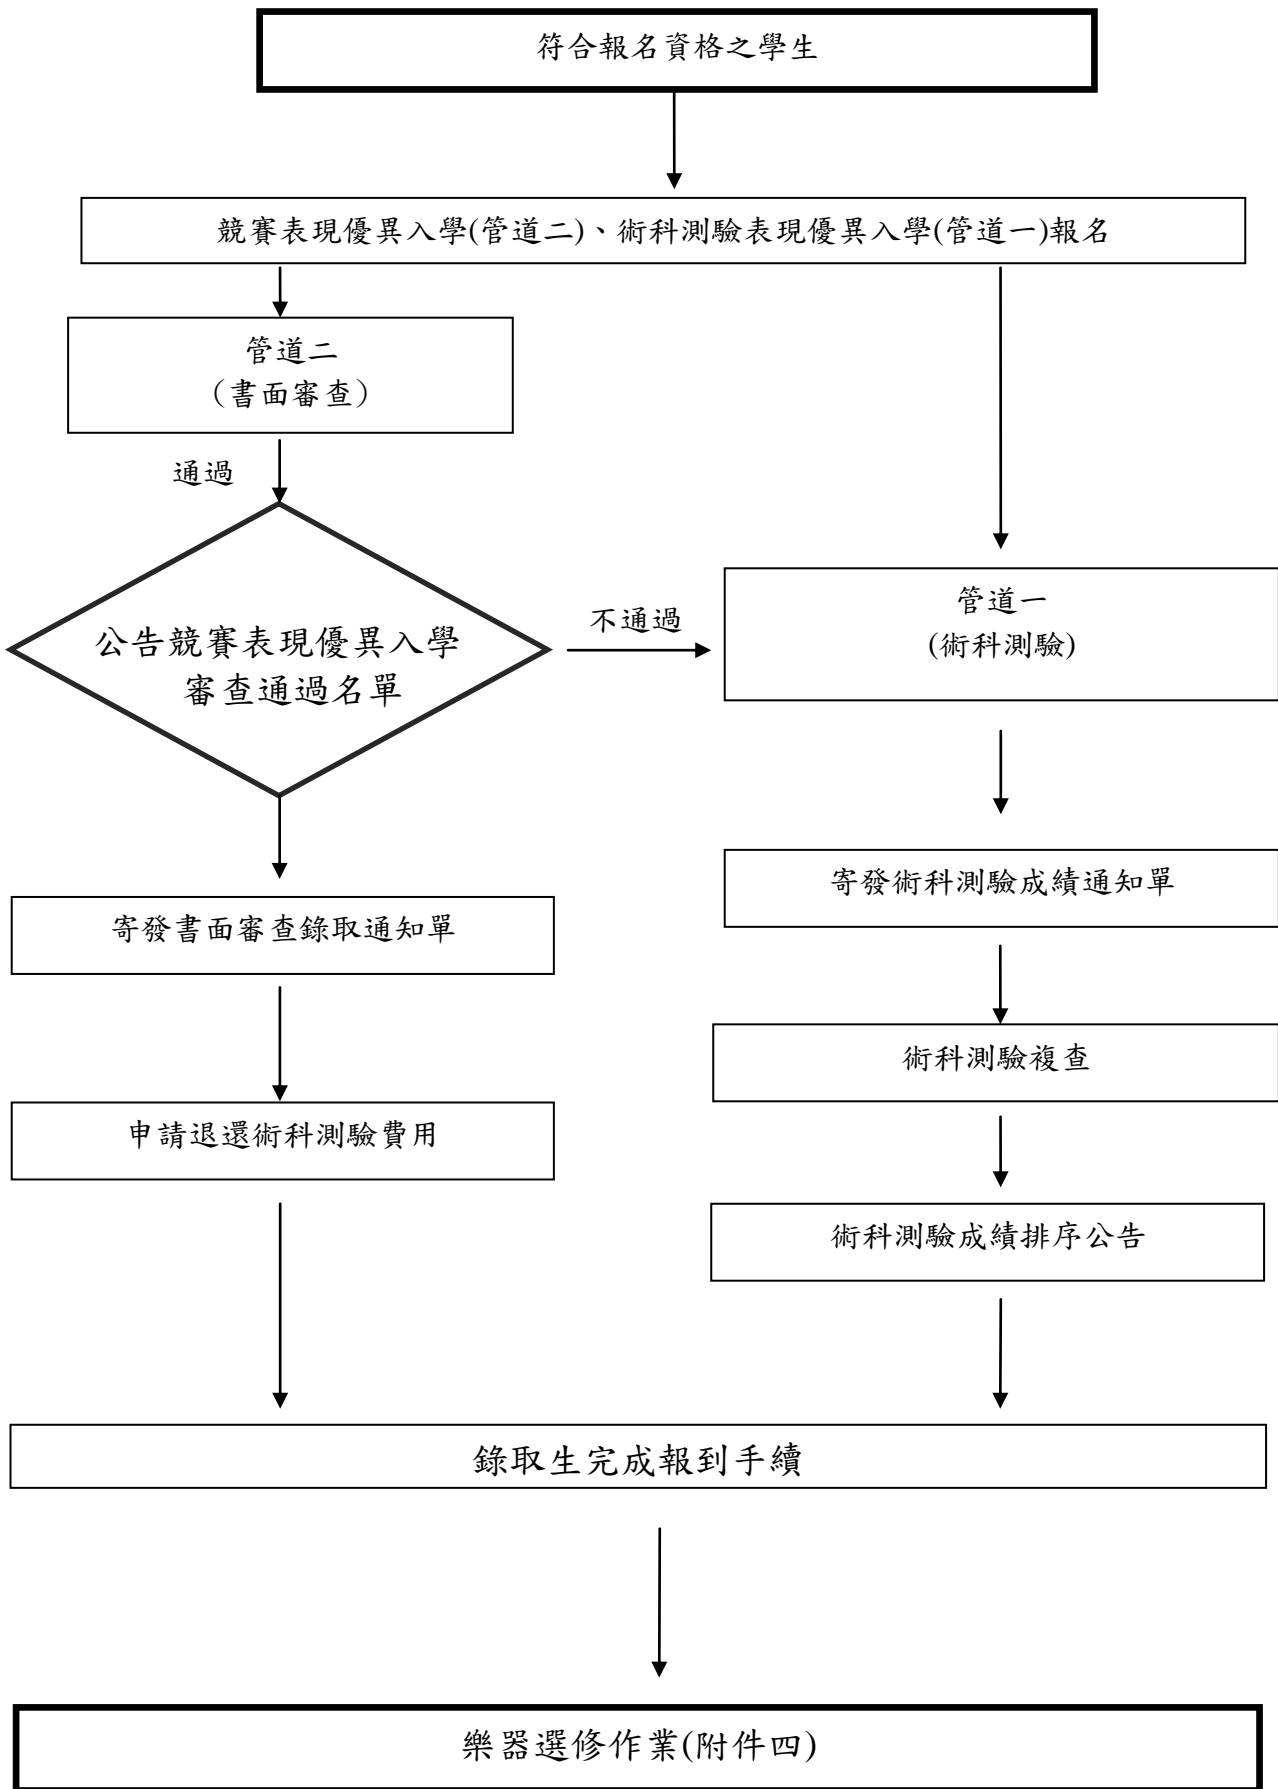 符合報名資格之學生
競賽表現優異入學(管道二)、術科測驗表現優異入學(管道一)報名
管道二
（書面審查）
通過
公告競賽表現優異入學
審查通過名單
不通過
管道一
(術科測驗)
寄發書面審查錄取通知單
寄發術科測驗成績通知單
術科測驗複查
申請退還術科測驗費用
術科測驗成績排序公告
錄取生完成報到手續
樂器選修作業(附件四)